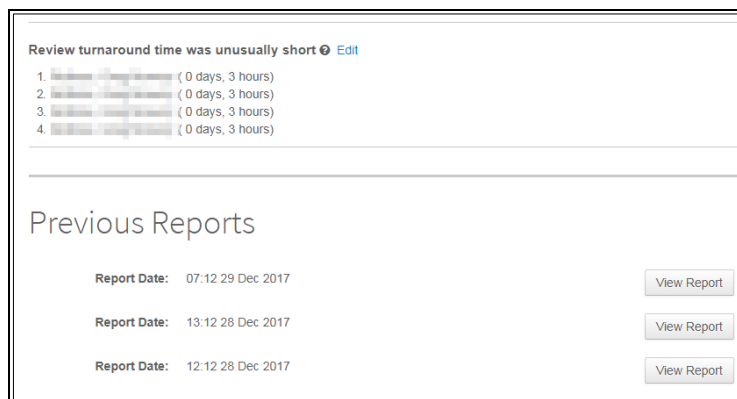 Review turnaround time was unusually short ? Edit
1. ( 0 days, 3 hours)
2. ( 0 days, 3 hours)
3. ( 0 days, 3 hours)
4. ( 0 days, 3 hours)
Previous Reports
Report Date: 07:12 29 Dec 2017 View Report
Report Date: 13:12 28 Dec 2017 View Report
Report Date: 12:12 28 Dec 2017 View Report